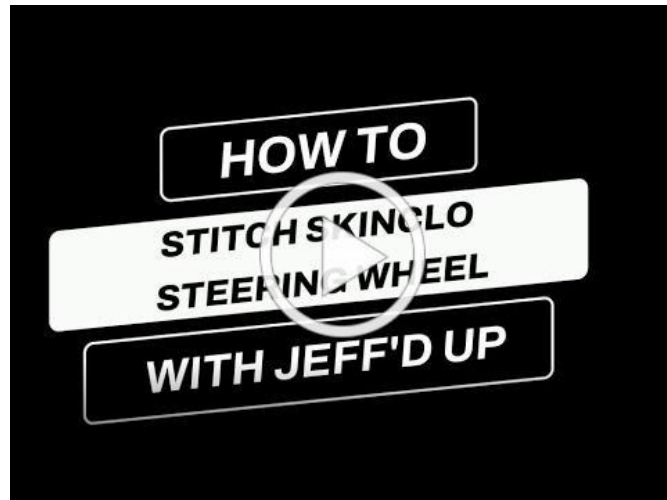 HOW TO
STITCH SKINCLO
STEERING WHEEL
WITH JEFF'D UP